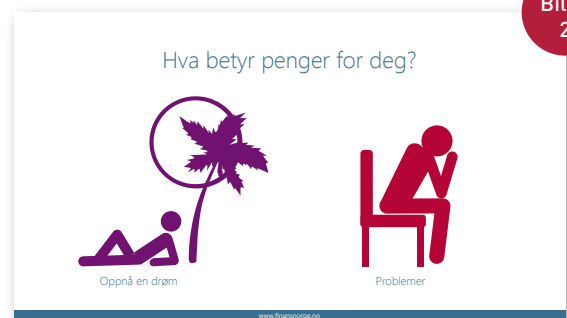 Hva betyr penger for deg?
Oppnå en drøm
Problemer
www.finansnorge.no